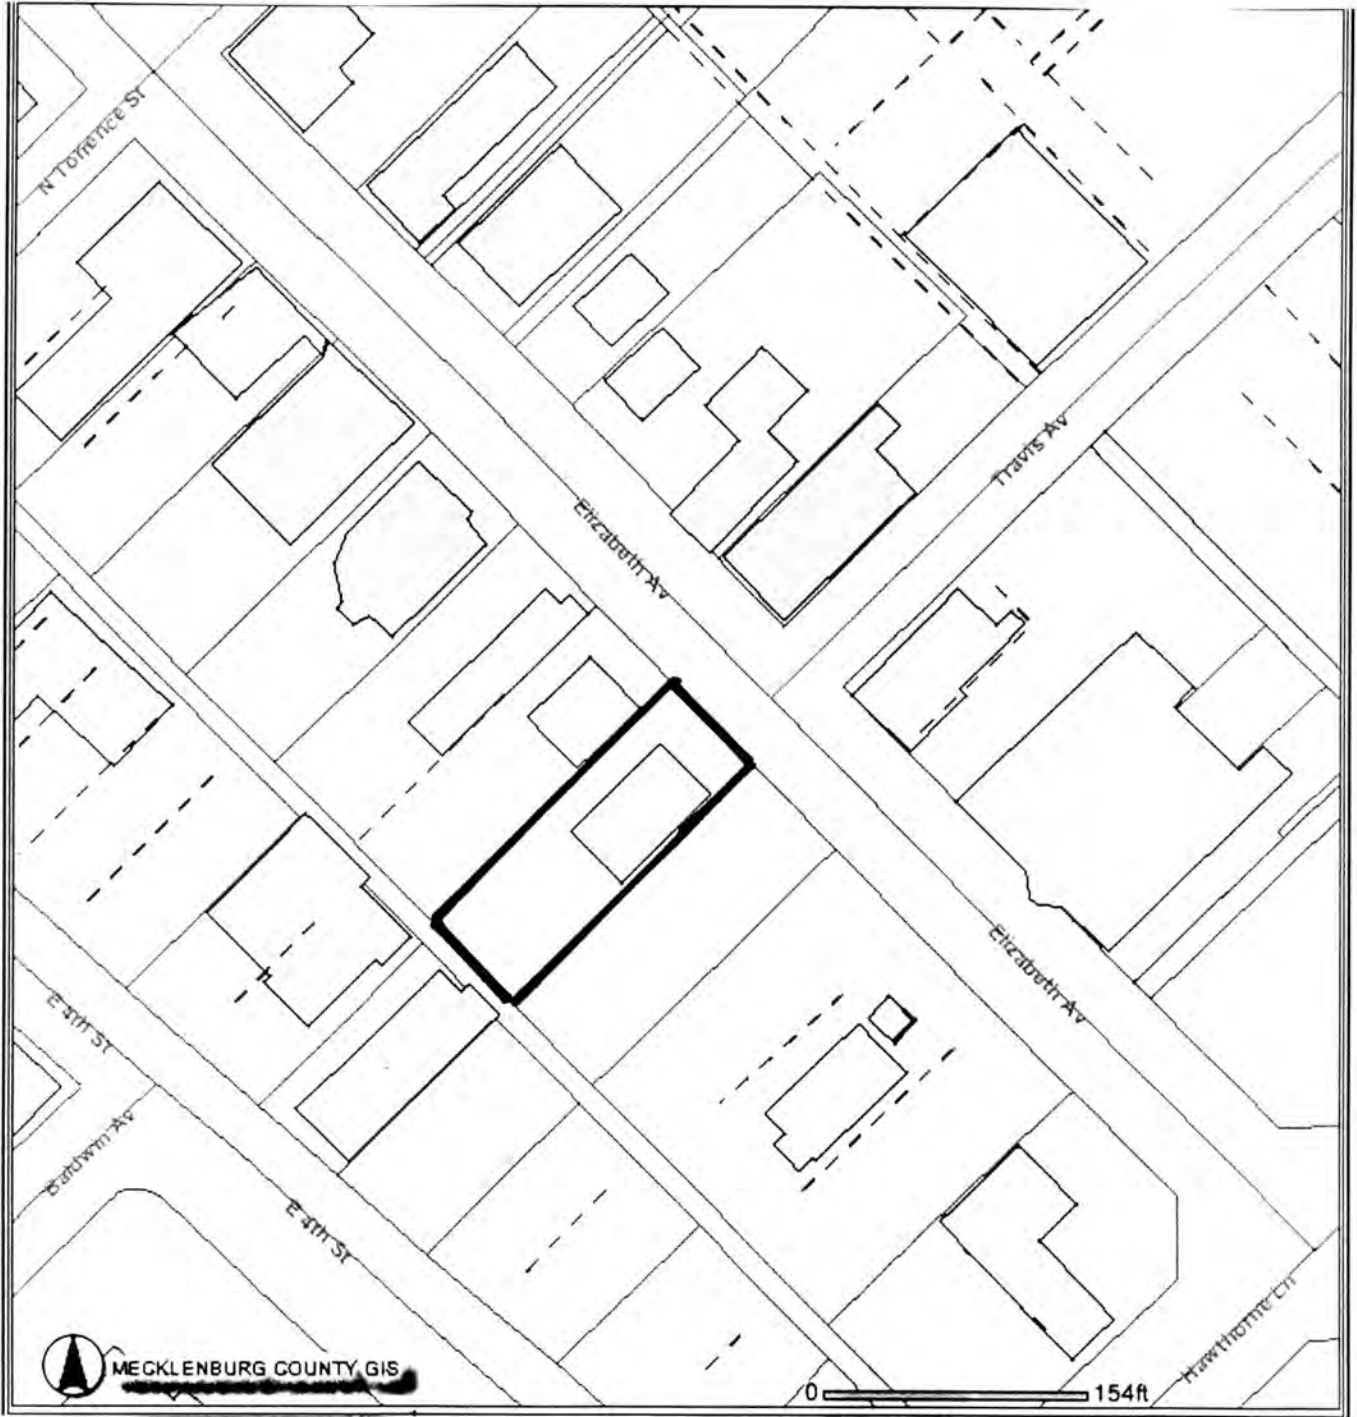 N Torrence St
Travis Av
Elizabeth Av
Elizabeth Av
E 4th St
Baldwin Av
E 4th St
Hawthorne Ln
MECKLENBURG COUNTY GIS
0 154ft